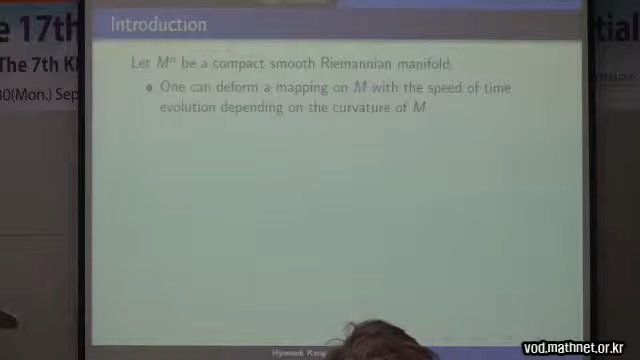 e 17th
The 7th K
30(Mon.) Sep
tial
Introduction
Let Mⁿ be a compact smooth Riemannian manifold.
• One can deform a mapping on M with the speed of time
evolution depending on the curvature of M
Hyunsuk Kang
vod.mathnet.or.kr